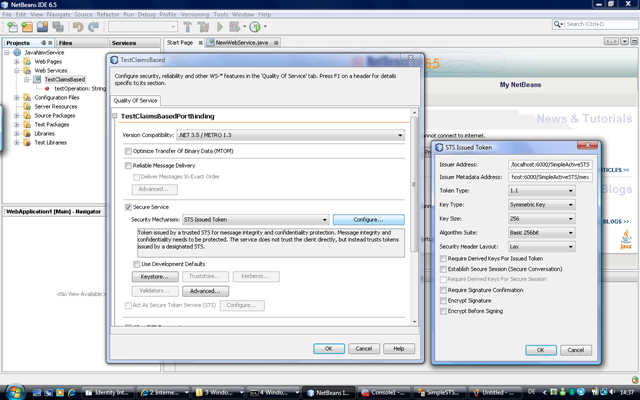 NetBeans IDE 6.5
File Edit View Navigate Source Refactor Run Debug Profile Versioning Tools Window Help
Search (Ctrl+I)
Projects
Files
Services
Start Page
NewWebService.java
JavaNewService
Web Pages
Web Services
TestClaimsBased
testOperation: String
Configuration Files
Server Resources
Source Packages
Test Packages
Libraries
Test Libraries
WebApplication1 [Main] - Navigator
<No View Available>
6.5
My NetBeans
News & Tutorials
nnot connect to internet.
Blogs
Java
TestClaimsBased
Configure security, reliability and other WS-* features in the 'Quality Of Service' tab. Press F1 on a header for details
specific to its section.
Quality Of Service
TestClaimsBasedPortBinding
Version Compatibility: .NET 3.5 / METRO 1.3
Optimize Transfer Of Binary Data (MTOM)
Reliable Message Delivery
Deliver Messages In Exact Order
Advanced...
Secure Service
Security Mechanism: STS Issued Token Configure...
Token issued by a trusted STS for message integrity and confidentiality protection. Message integrity and
confidentiality needs to be protected. The service does not trust the client directly, but instead trusts tokens
issued by a designated STS.
Use Development Defaults
Keystore... Truststore... Kerberos...
Validators... Advanced...
Act As Secure Token Service (STS) Configure...
OK Cancel Help
STS Issued Token
Issuer Address: /localhost:6000/SimpleActiveSTS
Issuer Metadata Address: host:6000/SimpleActiveSTS/mex
Token Type: 1.1
Key Type: Symmetric Key
Key Size: 256
Algorithm Suite: Basic 256bit
Security Header Layout: Lax
Require Derived Keys For Issued Token
Establish Secure Session (Secure Conversation)
Require Derived Keys For Secure Session
Require Signature Confirmation
Encrypt Signature
Encrypt Before Signing
OK Cancel
Identity Int...
2 Interne...
3 Window...
4 Window...
NetBeans I...
Console1 -...
SimpleSTS...
Untitled - ...
DE
14:37